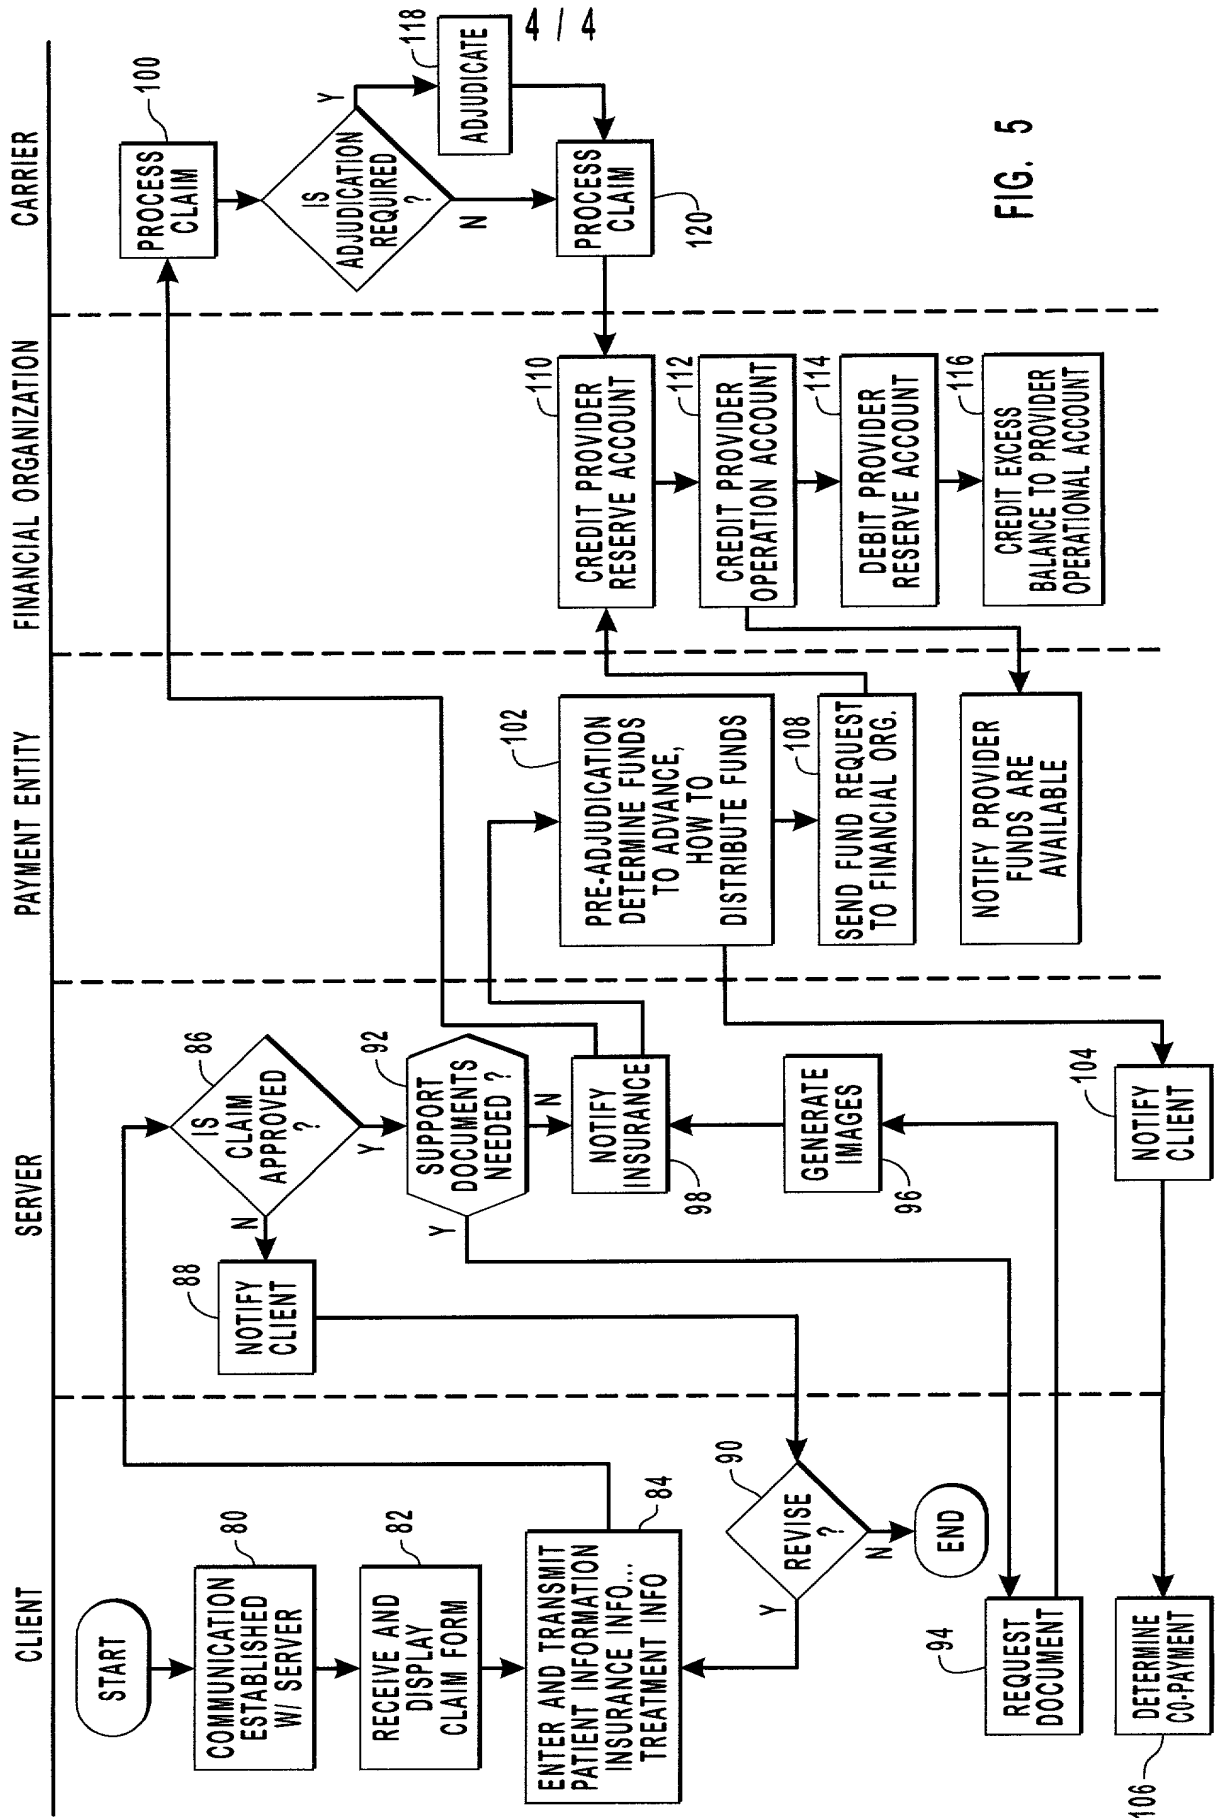 4 / 4
CLIENT
SERVER
PAYMENT ENTITY
FINANCIAL ORGANIZATION
CARRIER
START
80
COMMUNICATION
ESTABLISHED
W/ SERVER
82
RECEIVE AND
DISPLAY
CLAIM FORM
84
ENTER AND TRANSMIT
PATIENT INFORMATION
INSURANCE INFO...
TREATMENT INFO
90
REVISE
?
Y
N
END
94
REQUEST
DOCUMENT
106
DETERMINE
CO-PAYMENT
86
IS
CLAIM
APPROVED
?
N
Y
88
NOTIFY
CLIENT
92
SUPPORT
DOCUMENTS
NEEDED ?
Y
N
98
NOTIFY
INSURANCE
96
GENERATE
IMAGES
104
NOTIFY
CLIENT
102
PRE-ADJUDICATION
DETERMINE FUNDS
TO ADVANCE,
HOW TO
DISTRIBUTE FUNDS
108
SEND FUND REQUEST
TO FINANCIAL ORG.
NOTIFY PROVIDER
FUNDS ARE
AVAILABLE
110
CREDIT PROVIDER
RESERVE ACCOUNT
112
CREDIT PROVIDER
OPERATION ACCOUNT
114
DEBIT PROVIDER
RESERVE ACCOUNT
116
CREDIT EXCESS
BALANCE TO PROVIDER
OPERATIONAL ACCOUNT
100
PROCESS
CLAIM
IS
ADJUDICATION
REQUIRED
?
Y
N
118
ADJUDICATE
PROCESS
CLAIM
120
FIG. 5